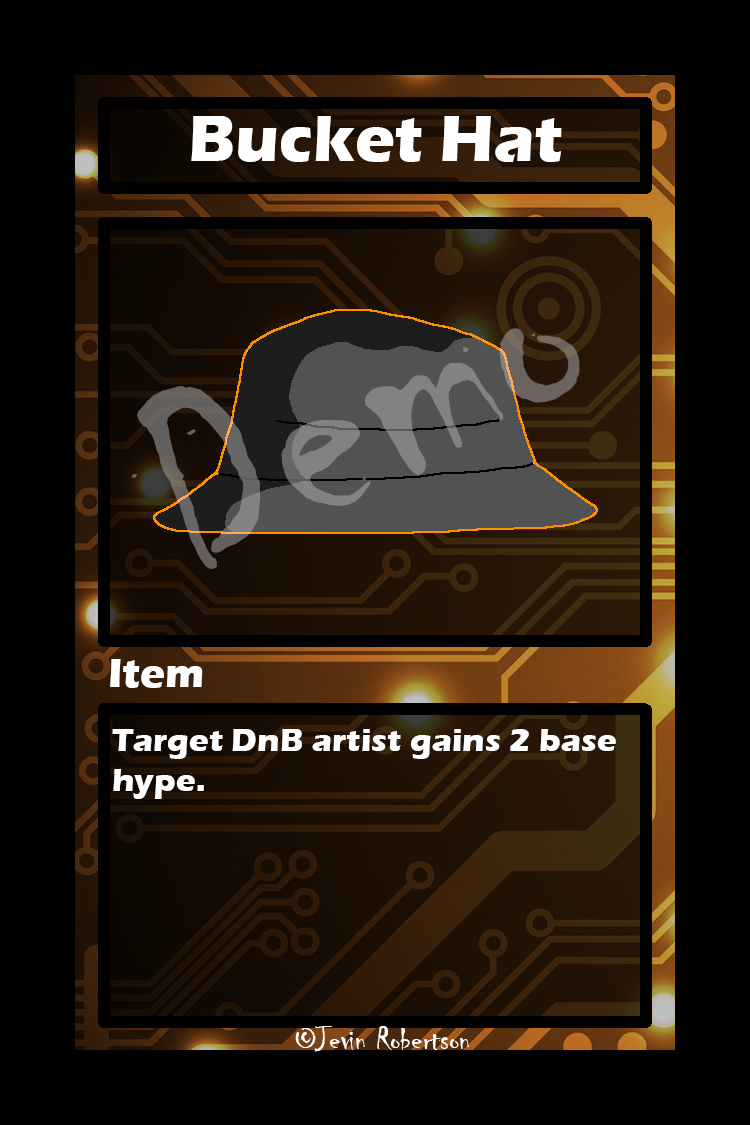 Bucket Hat
Demo
Item
Target DnB artist gains 2 base
hype.
©Jevin Robertson